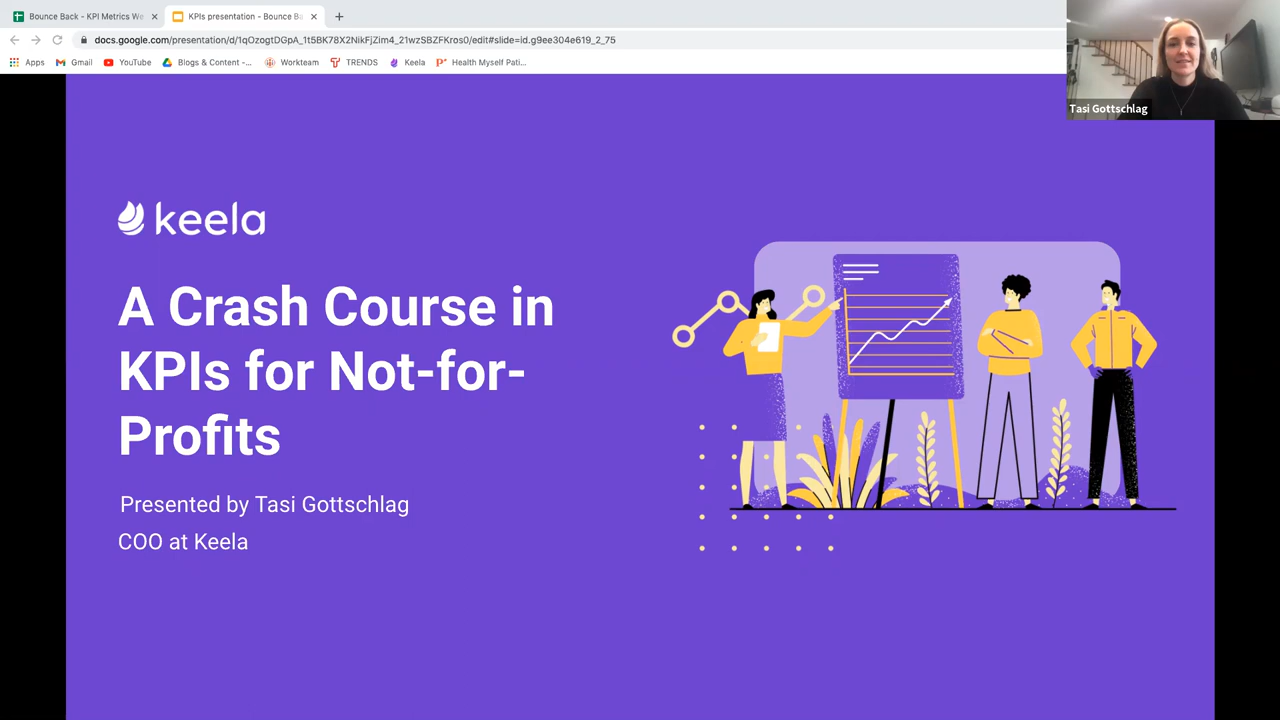 Bounce Back - KPI Metrics We
KPIs presentation - Bounce Ba
docs.google.com/presentation/d/1qOzogtDGpA_1t5BK78X2NikFjZim4_21wzSBZFKros0/edit#slide=id.g9ee304e619_2_75
Apps Gmail YouTube Blogs & Content -... Workteam TRENDS Keela Health Myself Pati...
Tasi Gottschlag
keela
A Crash Course in
KPIs for Not-for-
Profits
Presented by Tasi Gottschlag
COO at Keela